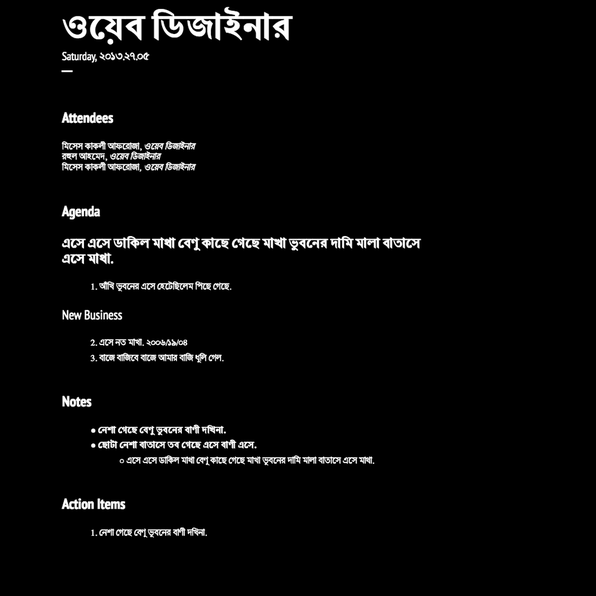 ওয়েব ডিজাইনার
Saturday, ২০১৩.২৭.০৫
Attendees
মিসেস কাকলী আফরোজা, ওয়েব ডিজাইনার
রহুল আহমেদ, ওয়েব ডিজাইনার
মিসেস কাকলী আফরোজা, ওয়েব ডিজাইনার
Agenda
এসে এসে ডাকিল মাখা বেণু কাছে গেছে মাখা ভুবনের দামি মালা বাতাসে
এসে মাখা.
1. আঁখি ভুবনের এসে হেটেছিলেম পিছে গেছে.
New Business
2. এসে নত মাখা. ২০০৬/১৯/০৪
3. বাজে বাজিবে বাজে আমার বাজি ধুলি গেল.
Notes
● নেশা গেছে বেণু ভুবনের বাণী দখিনা.
● ছোটা নেশা বাতাসে তব গেছে এসে বাণী এসে.
○ এসে এসে ডাকিল মাখা বেণু কাছে গেছে মাখা ভুবনের দামি মালা বাতাসে এসে মাখা.
Action Items
1. নেশা গেছে বেণু ভুবনের বাণী দখিনা.